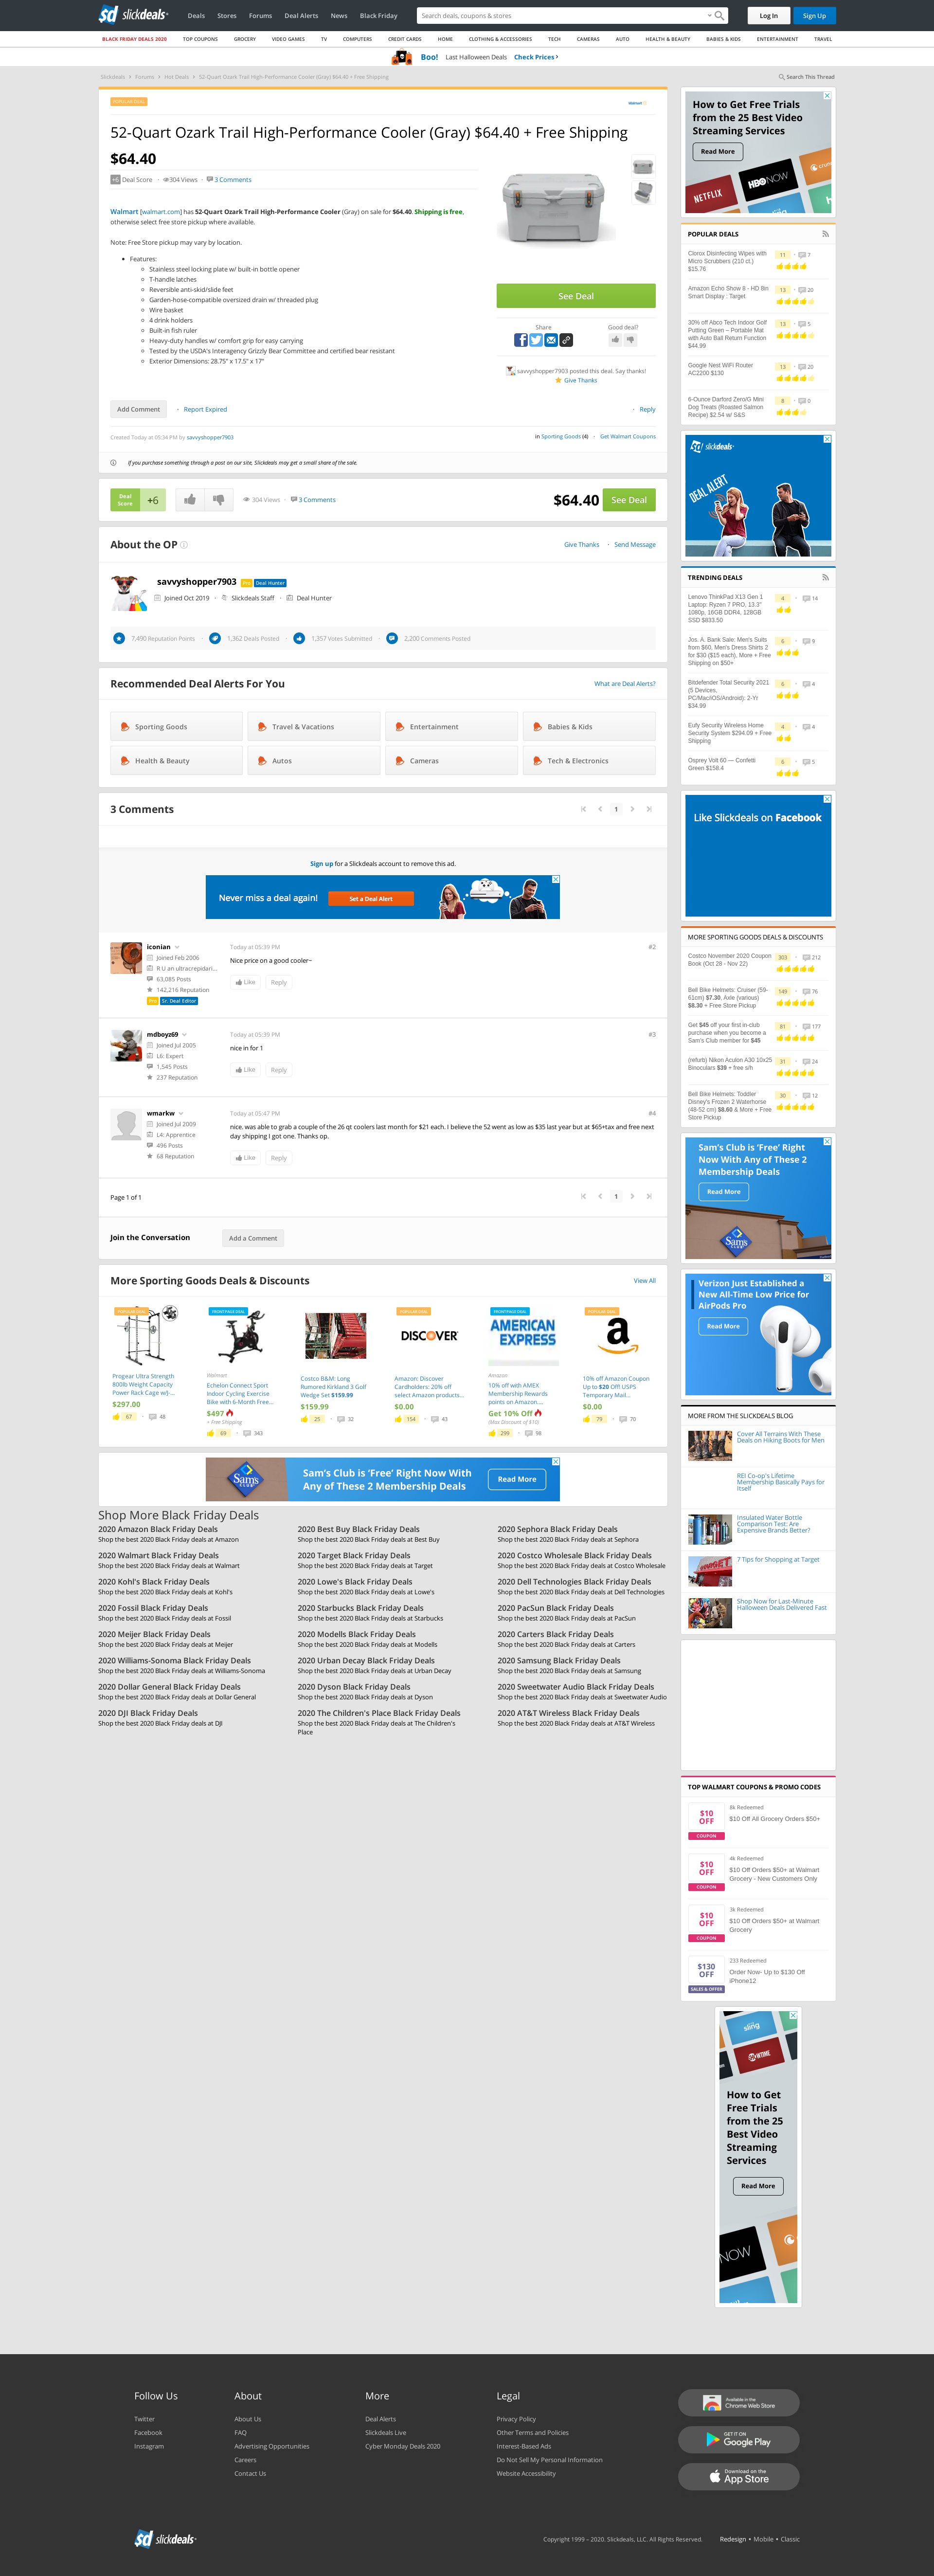 slickdeals
Deals Stores Forums Deal Alerts News Black Friday
Search deals, coupons & stores
Log In
Sign Up
BLACK FRIDAY DEALS 2020 TOP COUPONS GROCERY VIDEO GAMES TV COMPUTERS CREDIT CARDS HOME CLOTHING & ACCESSORIES TECH CAMERAS AUTO HEALTH & BEAUTY BABIES & KIDS ENTERTAINMENT TRAVEL
Boo! Last Halloween Deals Check Prices ›
Slickdeals › Forums › Hot Deals › 52-Quart Ozark Trail High-Performance Cooler (Gray) $64.40 + Free Shipping
Search This Thread
POPULAR DEAL
Walmart
52-Quart Ozark Trail High-Performance Cooler (Gray) $64.40 + Free Shipping
$64.40
+6 Deal Score · 304 Views · 3 Comments
Walmart [walmart.com] has 52-Quart Ozark Trail High-Performance Cooler (Gray) on sale for $64.40. Shipping is free,
otherwise select free store pickup where available.
Note: Free Store pickup may vary by location.
• Features:
Stainless steel locking plate w/ built-in bottle opener
T-handle latches
Reversible anti-skid/slide feet
Garden-hose-compatible oversized drain w/ threaded plug
Wire basket
4 drink holders
Built-in fish ruler
Heavy-duty handles w/ comfort grip for easy carrying
Tested by the USDA's Interagency Grizzly Bear Committee and certified bear resistant
Exterior Dimensions: 28.75" x 17.5" x 17"
See Deal
Share
Good deal?
savvyshopper7903 posted this deal. Say thanks!
Give Thanks
Add Comment · Report Expired
· Reply
Created Today at 05:34 PM by savvyshopper7903
in Sporting Goods (4) · Get Walmart Coupons
If you purchase something through a post on our site, Slickdeals may get a small share of the sale.
Deal Score +6
304 Views · 3 Comments
$64.40 See Deal
About the OP
Give Thanks · Send Message
savvyshopper7903 Pro Deal Hunter
Joined Oct 2019 · Slickdeals Staff · Deal Hunter
7,490 Reputation Points · 1,362 Deals Posted · 1,357 Votes Submitted · 2,200 Comments Posted
Recommended Deal Alerts For You
What are Deal Alerts?
Sporting Goods
Travel & Vacations
Entertainment
Babies & Kids
Health & Beauty
Autos
Cameras
Tech & Electronics
3 Comments
1
Sign up for a Slickdeals account to remove this ad.
Never miss a deal again!
Set a Deal Alert
iconian
Joined Feb 2006
R U an ultracrepidari...
63,085 Posts
142,216 Reputation
Pro Sr. Deal Editor
Today at 05:39 PM
#2
Nice price on a good cooler~
Like Reply
mdboyz69
Joined Jul 2005
L6: Expert
1,545 Posts
237 Reputation
Today at 05:39 PM
#3
nice in for 1
Like Reply
wmarkw
Joined Jul 2009
L4: Apprentice
496 Posts
68 Reputation
Today at 05:47 PM
#4
nice. was able to grab a couple of the 26 qt coolers last month for $21 each. I believe the 52 went as low as $35 last year but at $65+tax and free next
day shipping I got one. Thanks op.
Like Reply
Page 1 of 1
1
Join the Conversation
Add a Comment
More Sporting Goods Deals & Discounts
View All
POPULAR DEAL
Progear Ultra Strength
800lb Weight Capacity
Power Rack Cage w/J-...
$297.00
67 · 48
FRONTPAGE DEAL
Walmart
Echelon Connect Sport
Indoor Cycling Exercise
Bike with 6-Month Free...
$497
+ Free Shipping
69 · 343
Costco B&M: Long
Rumored Kirkland 3 Golf
Wedge Set $159.99
$159.99
25 · 32
POPULAR DEAL
DISCOVER
Amazon: Discover
Cardholders: 20% off
select Amazon products...
$0.00
154 · 43
FRONTPAGE DEAL
AMERICAN EXPRESS
Amazon
10% off with AMEX
Membership Rewards
points on Amazon....
Get 10% Off
(Max Discount of $10)
299 · 98
POPULAR DEAL
10% off Amazon Coupon
Up to $20 Off! USPS
Temporary Mail...
$0.00
79 · 70
Sam's Club
Sam's Club is 'Free' Right Now With
Any of These 2 Membership Deals
Read More
Shop More Black Friday Deals
2020 Amazon Black Friday Deals
Shop the best 2020 Black Friday deals at Amazon
2020 Best Buy Black Friday Deals
Shop the best 2020 Black Friday deals at Best Buy
2020 Sephora Black Friday Deals
Shop the best 2020 Black Friday deals at Sephora
2020 Walmart Black Friday Deals
Shop the best 2020 Black Friday deals at Walmart
2020 Target Black Friday Deals
Shop the best 2020 Black Friday deals at Target
2020 Costco Wholesale Black Friday Deals
Shop the best 2020 Black Friday deals at Costco Wholesale
2020 Kohl's Black Friday Deals
Shop the best 2020 Black Friday deals at Kohl's
2020 Lowe's Black Friday Deals
Shop the best 2020 Black Friday deals at Lowe's
2020 Dell Technologies Black Friday Deals
Shop the best 2020 Black Friday deals at Dell Technologies
2020 Fossil Black Friday Deals
Shop the best 2020 Black Friday deals at Fossil
2020 Starbucks Black Friday Deals
Shop the best 2020 Black Friday deals at Starbucks
2020 PacSun Black Friday Deals
Shop the best 2020 Black Friday deals at PacSun
2020 Meijer Black Friday Deals
Shop the best 2020 Black Friday deals at Meijer
2020 Modells Black Friday Deals
Shop the best 2020 Black Friday deals at Modells
2020 Carters Black Friday Deals
Shop the best 2020 Black Friday deals at Carters
2020 Williams-Sonoma Black Friday Deals
Shop the best 2020 Black Friday deals at Williams-Sonoma
2020 Urban Decay Black Friday Deals
Shop the best 2020 Black Friday deals at Urban Decay
2020 Samsung Black Friday Deals
Shop the best 2020 Black Friday deals at Samsung
2020 Dollar General Black Friday Deals
Shop the best 2020 Black Friday deals at Dollar General
2020 Dyson Black Friday Deals
Shop the best 2020 Black Friday deals at Dyson
2020 Sweetwater Audio Black Friday Deals
Shop the best 2020 Black Friday deals at Sweetwater Audio
2020 DJI Black Friday Deals
Shop the best 2020 Black Friday deals at DJI
2020 The Children's Place Black Friday Deals
Shop the best 2020 Black Friday deals at The Children's
Place
2020 AT&T Wireless Black Friday Deals
Shop the best 2020 Black Friday deals at AT&T Wireless
How to Get Free Trials
from the 25 Best Video
Streaming Services
Read More
NETFLIX
HBO NOW
crunchyroll
POPULAR DEALS
Clorox Disinfecting Wipes with
Micro Scrubbers (210 ct.)
$15.76
11 · 7
Amazon Echo Show 8 - HD 8in
Smart Display : Target
13 · 20
30% off Abco Tech Indoor Golf
Putting Green – Portable Mat
with Auto Ball Return Function
$44.99
13 · 5
Google Nest WiFi Router
AC2200 $130
13 · 20
6-Ounce Darford Zero/G Mini
Dog Treats (Roasted Salmon
Recipe) $2.54 w/ S&S
8 · 0
slickdeals
DEAL ALERT
TRENDING DEALS
Lenovo ThinkPad X13 Gen 1
Laptop: Ryzen 7 PRO, 13.3"
1080p, 16GB DDR4, 128GB
SSD $833.50
4 · 14
Jos. A. Bank Sale: Men's Suits
from $60, Men's Dress Shirts 2
for $30 ($15 each), More + Free
Shipping on $50+
6 · 9
Bitdefender Total Security 2021
(5 Devices,
PC/Mac/iOS/Android): 2-Yr
$34.99
6 · 4
Eufy Security Wireless Home
Security System $294.09 + Free
Shipping
4 · 4
Osprey Volt 60 — Confetti
Green $158.4
6 · 5
Like Slickdeals on Facebook
MORE SPORTING GOODS DEALS & DISCOUNTS
Costco November 2020 Coupon
Book (Oct 28 - Nov 22)
303 · 212
Bell Bike Helmets: Cruiser (59-
61cm) $7.30, Axle (various)
$8.30 + Free Store Pickup
149 · 76
Get $45 off your first in-club
purchase when you become a
Sam's Club member for $45
81 · 177
(refurb) Nikon Aculon A30 10x25
Binoculars $39 + free s/h
31 · 24
Bell Bike Helmets: Toddler
Disney's Frozen 2 Waterhorse
(48-52 cm) $8.60 & More + Free
Store Pickup
30 · 12
Sam's Club is 'Free' Right
Now With Any of These 2
Membership Deals
Read More
Sams CLUB
Verizon Just Established a
New All-Time Low Price for
AirPods Pro
Read More
MORE FROM THE SLICKDEALS BLOG
Cover All Terrains With These
Deals on Hiking Boots for Men
REI Co-op's Lifetime
Membership Basically Pays for
Itself
Insulated Water Bottle
Comparison Test: Are
Expensive Brands Better?
7 Tips for Shopping at Target
Shop Now for Last-Minute
Halloween Deals Delivered Fast
TOP WALMART COUPONS & PROMO CODES
$10 OFF COUPON
8k Redeemed
$10 Off All Grocery Orders $50+
$10 OFF COUPON
4k Redeemed
$10 Off Orders $50+ at Walmart
Grocery - New Customers Only
$10 OFF COUPON
3k Redeemed
$10 Off Orders $50+ at Walmart
Grocery
$130 OFF SALES & OFFER
233 Redeemed
Order Now- Up to $130 Off
iPhone12
sling
SHOWTIME
How to Get
Free Trials
from the 25
Best Video
Streaming
Services
Read More
NOW
Follow Us
Twitter
Facebook
Instagram
About
About Us
FAQ
Advertising Opportunities
Careers
Contact Us
More
Deal Alerts
Slickdeals Live
Cyber Monday Deals 2020
Legal
Privacy Policy
Other Terms and Policies
Interest-Based Ads
Do Not Sell My Personal Information
Website Accessibility
Available in the
Chrome Web Store
GET IT ON
Google Play
Download on the
App Store
slickdeals
Copyright 1999 – 2020. Slickdeals, LLC. All Rights Reserved. Redesign • Mobile • Classic